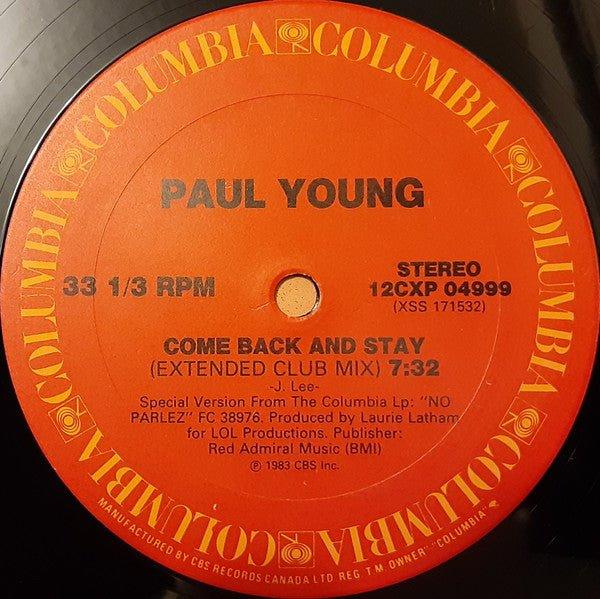 COLUMBIA COLUMBIA COLUMBIA COLUMBIA COLUMBIA COLUMBIA COLUMBIA COLUMBIA
PAUL YOUNG
33 1/3 RPM
STEREO
12CXP 04999
(XSS 171532)
COME BACK AND STAY
(EXTENDED CLUB MIX) 7:32
-J. Lee-
Special Version From The Columbia Lp: "NO
PARLEZ" FC 38976. Produced by Laurie Latham
for LOL Productions. Publisher:
Red Admiral Music (BMI)
℗ 1983 CBS Inc.
MANUFACTURED BY CBS RECORDS CANADA LTD REG. T.M. OWNER-"COLUMBIA"